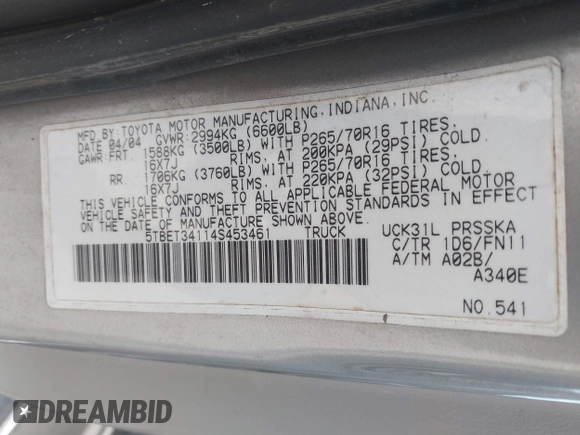 MFD.BY:TOYOTA MOTOR MANUFACTURING,INDIANA,INC.
DATE 04/04 GVWR:2994KG (6600LB)
GAWR:FRT. 1588KG (3500LB) WITH P265/70R16 TIRES,
16X7J RIMS, AT 200KPA (29PSI) COLD.
RR. 1706KG (3760LB) WITH P265/70R16 TIRES,
16X7J RIMS, AT 220KPA (32PSI) COLD.
THIS VEHICLE CONFORMS TO ALL APPLICABLE FEDERAL MOTOR
VEHICLE SAFETY AND THEFT PREVENTION STANDARDS IN EFFECT
ON THE DATE OF MANUFACTURE SHOWN ABOVE.
5TBET34114S453461 TRUCK UCK31L PRSSKA
C/TR 1D6/FN11
A/TM A02B/
A340E
NO.541
DREAMBID